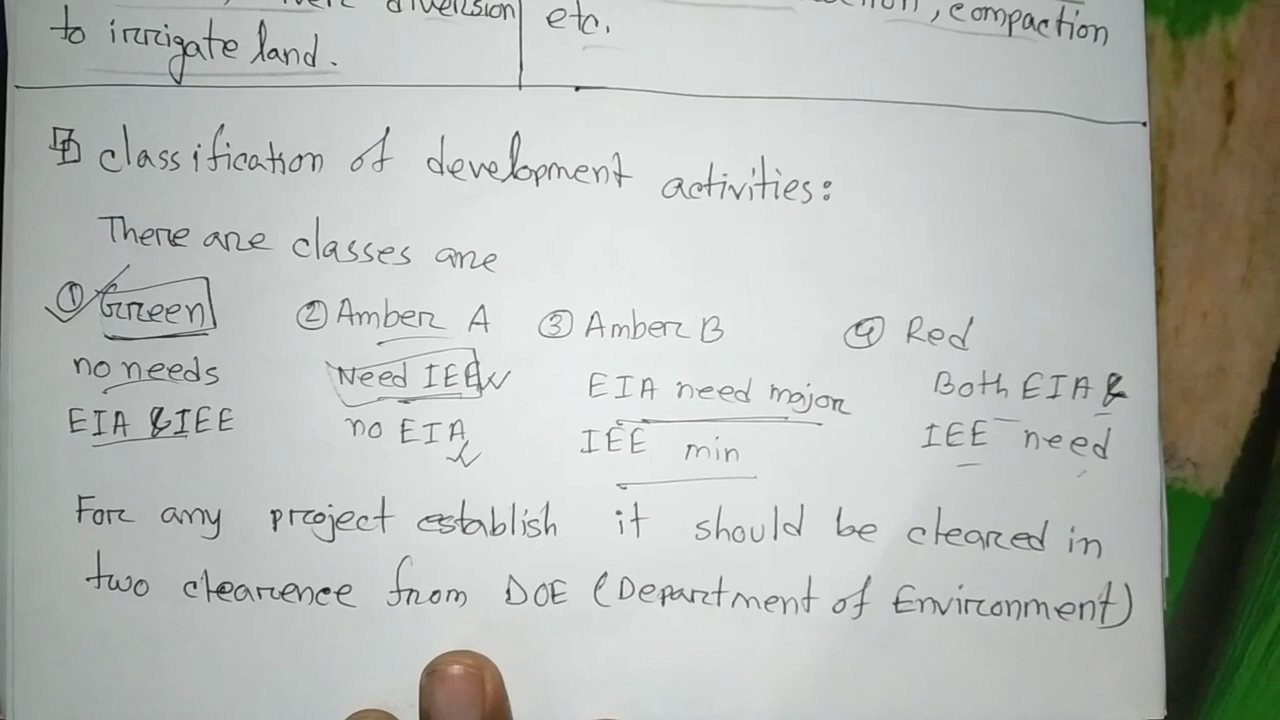 diversion
to irrigate land.
etc.
, compaction
classification of development activities:
There are classes are
① Green
no needs
EIA & IEE
② Amber A
Need IEE
no EIA
③ Amber B
EIA need major
IEE min
④ Red
Both EIA &
IEE need
For any project establish it should be cleared in
two clearence from DOE (Department of Environment)